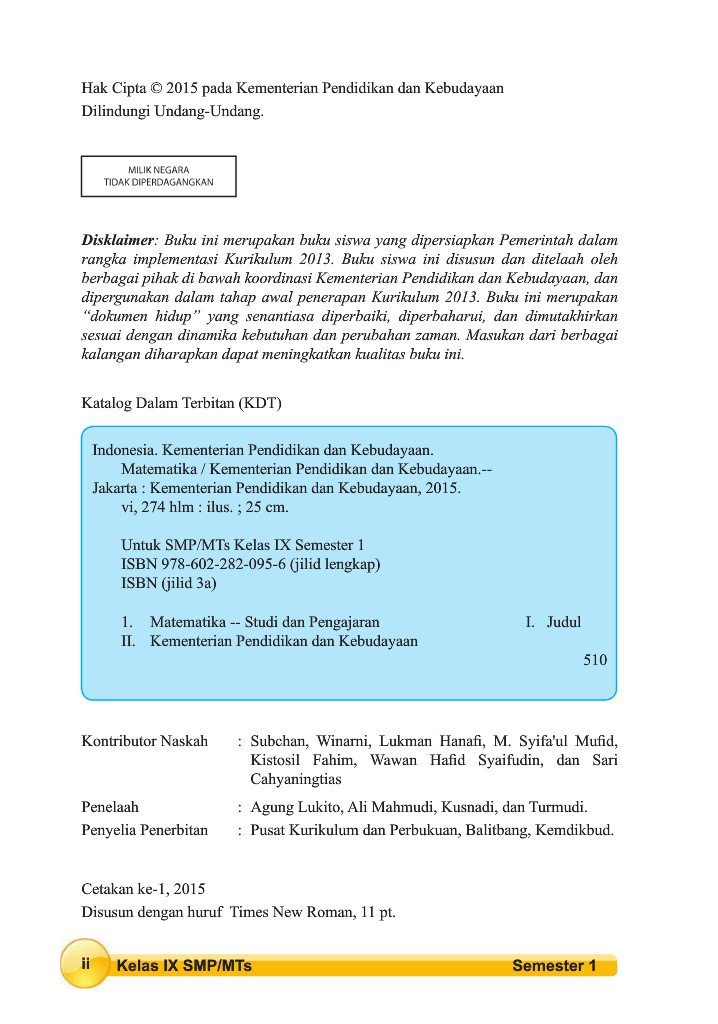 Hak Cipta © 2015 pada Kementerian Pendidikan dan Kebudayaan
Dilindungi Undang-Undang.
MILIK NEGARA
TIDAK DIPERDAGANGKAN
Disklaimer: Buku ini merupakan buku siswa yang dipersiapkan Pemerintah dalam
rangka implementasi Kurikulum 2013. Buku siswa ini disusun dan ditelaah oleh
berbagai pihak di bawah koordinasi Kementerian Pendidikan dan Kebudayaan, dan
dipergunakan dalam tahap awal penerapan Kurikulum 2013. Buku ini merupakan
“dokumen hidup” yang senantiasa diperbaiki, diperbaharui, dan dimutakhirkan
sesuai dengan dinamika kebutuhan dan perubahan zaman. Masukan dari berbagai
kalangan diharapkan dapat meningkatkan kualitas buku ini.
Katalog Dalam Terbitan (KDT)
Indonesia. Kementerian Pendidikan dan Kebudayaan.
Matematika / Kementerian Pendidikan dan Kebudayaan.--
Jakarta : Kementerian Pendidikan dan Kebudayaan, 2015.
vi, 274 hlm : ilus. ; 25 cm.
Untuk SMP/MTs Kelas IX Semester 1
ISBN 978-602-282-095-6 (jilid lengkap)
ISBN (jilid 3a)
1. Matematika -- Studi dan Pengajaran I. Judul
II. Kementerian Pendidikan dan Kebudayaan
510
Kontributor Naskah : Subchan, Winarni, Lukman Hanafi, M. Syifa'ul Mufid,
Kistosil Fahim, Wawan Hafid Syaifudin, dan Sari
Cahyaningtias
Penelaah : Agung Lukito, Ali Mahmudi, Kusnadi, dan Turmudi.
Penyelia Penerbitan : Pusat Kurikulum dan Perbukuan, Balitbang, Kemdikbud.
Cetakan ke-1, 2015
Disusun dengan huruf Times New Roman, 11 pt.
ii Kelas IX SMP/MTs Semester 1